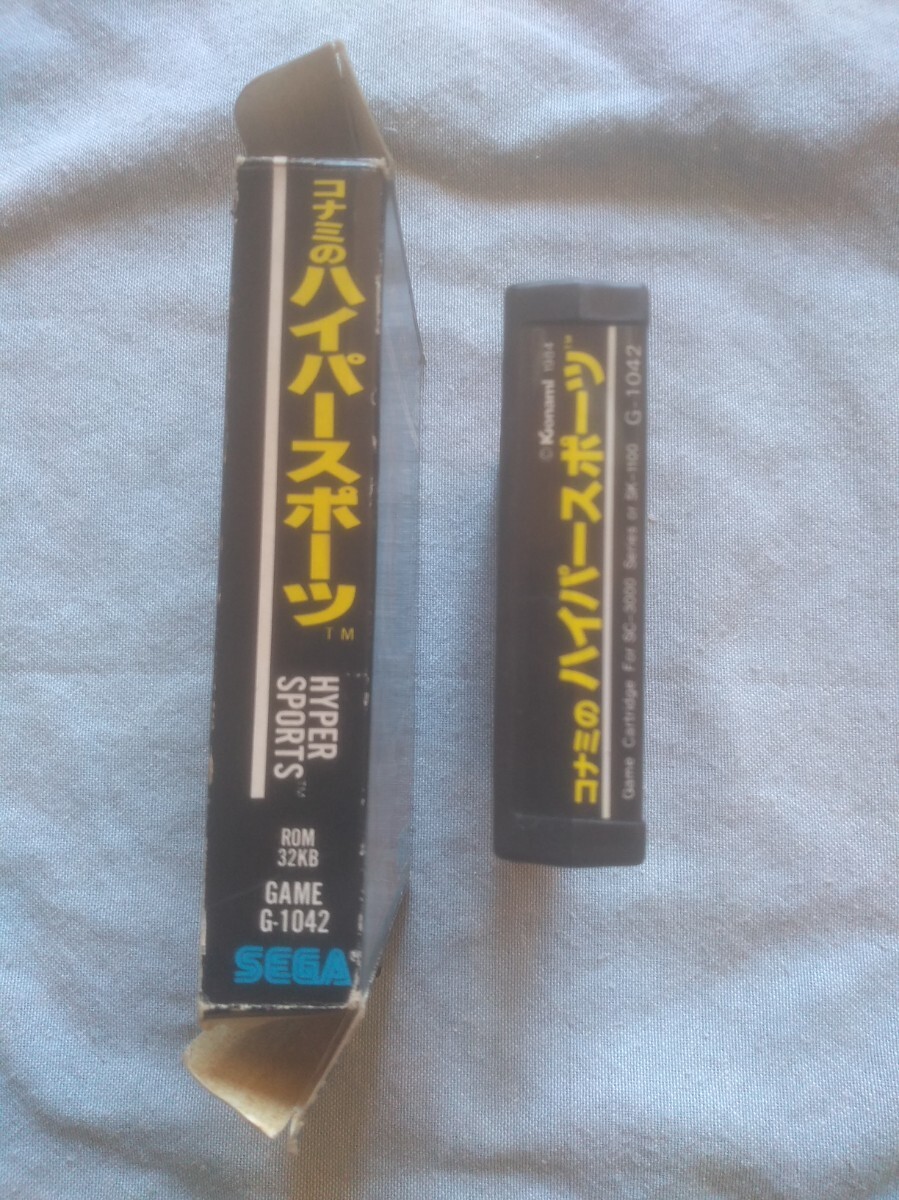 コナミのハイパースポーツ TM
HYPER
SPORTS TM
ROM
32KB
GAME
G-1042
SEGA®
©Konami 1984
コナミのハイパースポーツ TM
Game Cartridge For SC-3000 Series or SK-1100 G-1042